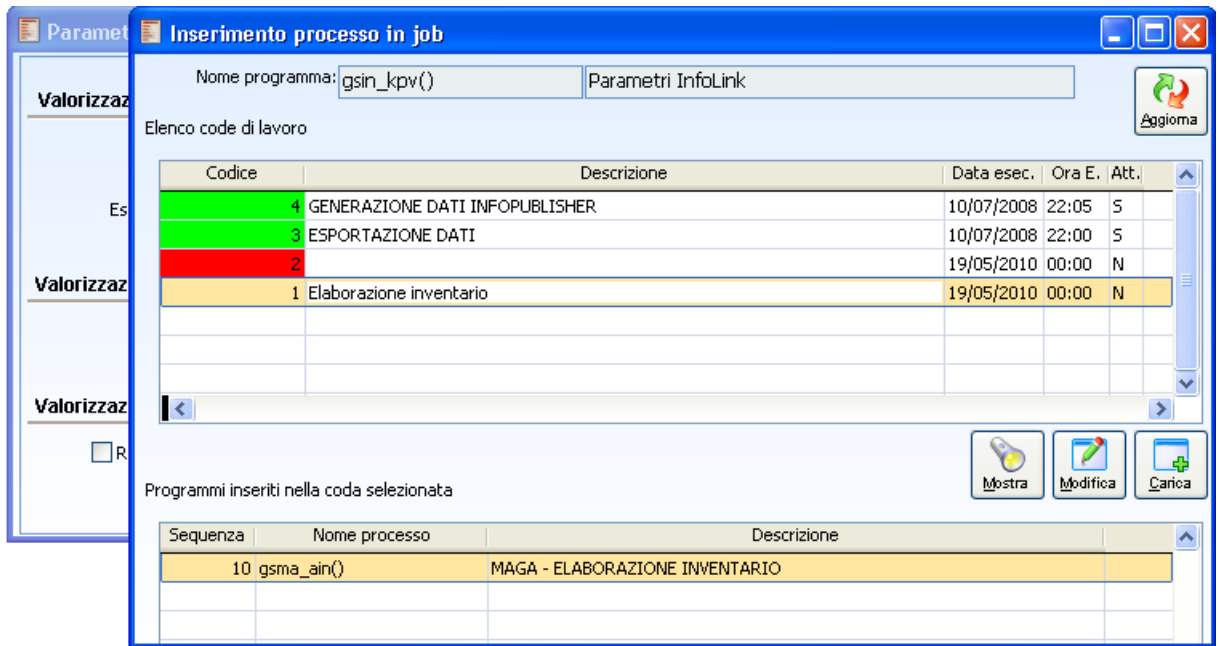 Paramet
Inserimento processo in job
Nome programma: gsin_kpv() Parametri InfoLink
Valorizzaz
Aggiorna
Elenco code di lavoro
Codice Descrizione Data esec. Ora E. Att.
Es
4 GENERAZIONE DATI INFOPUBLISHER 10/07/2008 22:05 S
3 ESPORTAZIONE DATI 10/07/2008 22:00 S
2 19/05/2010 00:00 N
Valorizzaz
1 Elaborazione inventario 19/05/2010 00:00 N
Valorizzaz
R
Mostra Modifica Carica
Programmi inseriti nella coda selezionata
Sequenza Nome processo Descrizione
10 gsma_ain() MAGA - ELABORAZIONE INVENTARIO